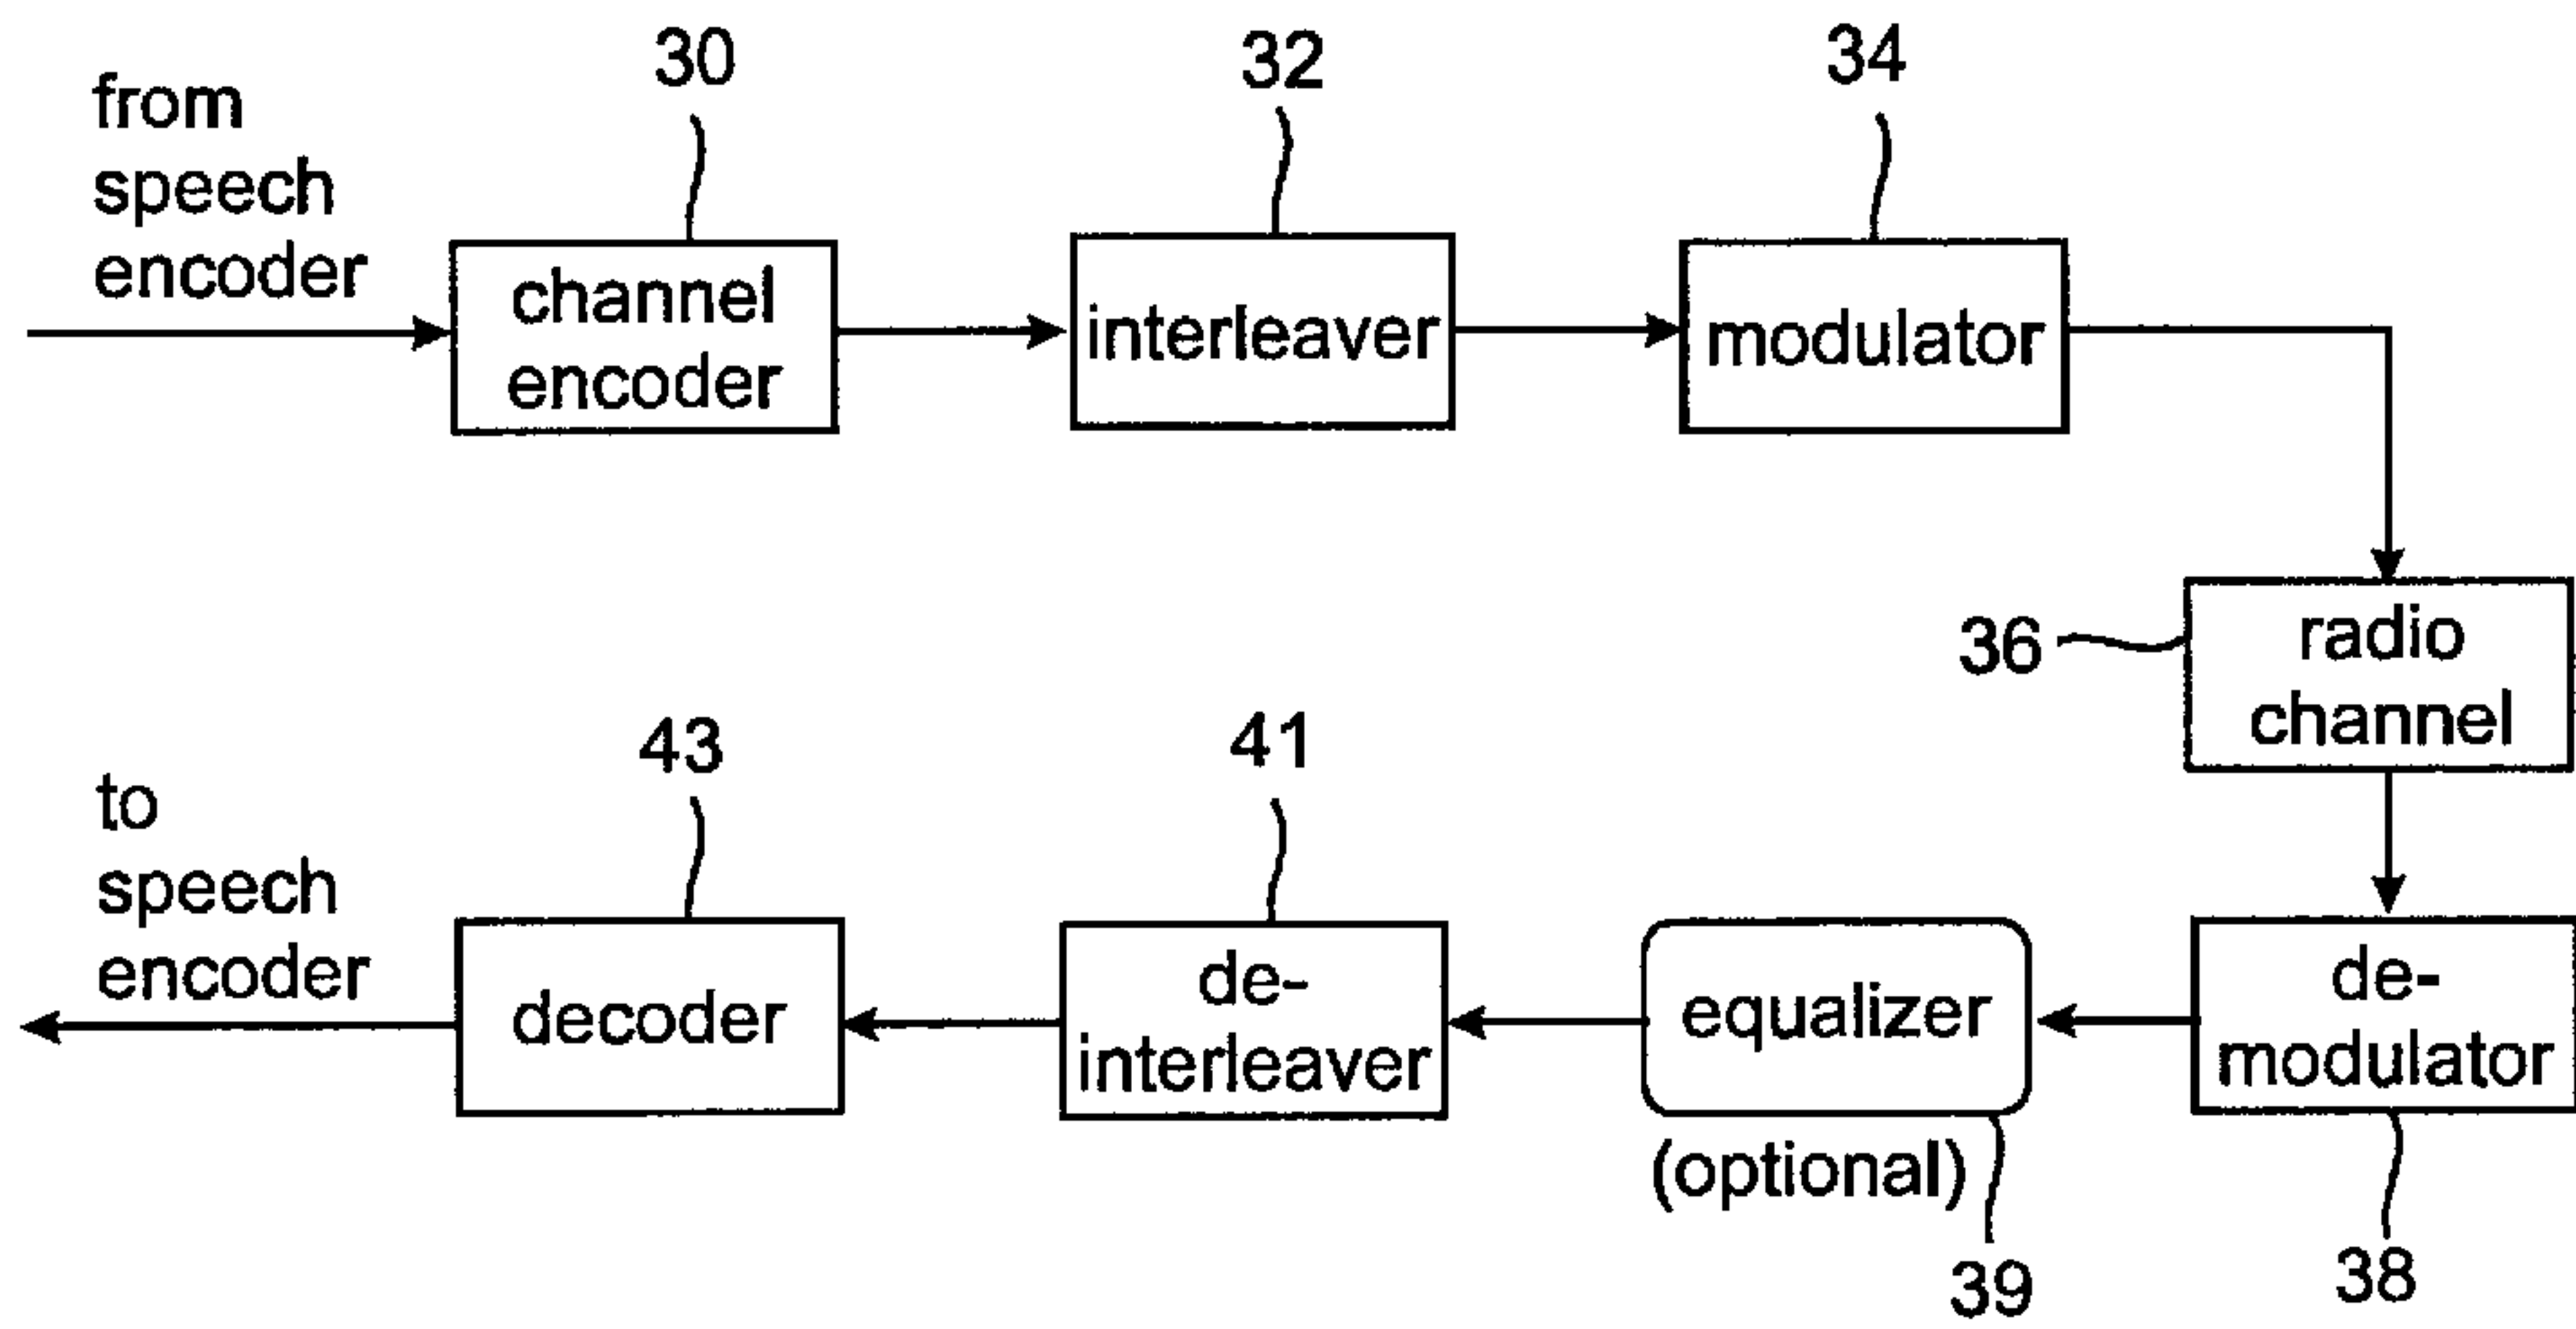 30
32
34
from
speech
encoder
channel
encoder
interleaver
modulator
36
radio
channel
43
41
to
speech
encoder
decoder
de-
interleaver
equalizer
(optional)
de-
modulator
39
38